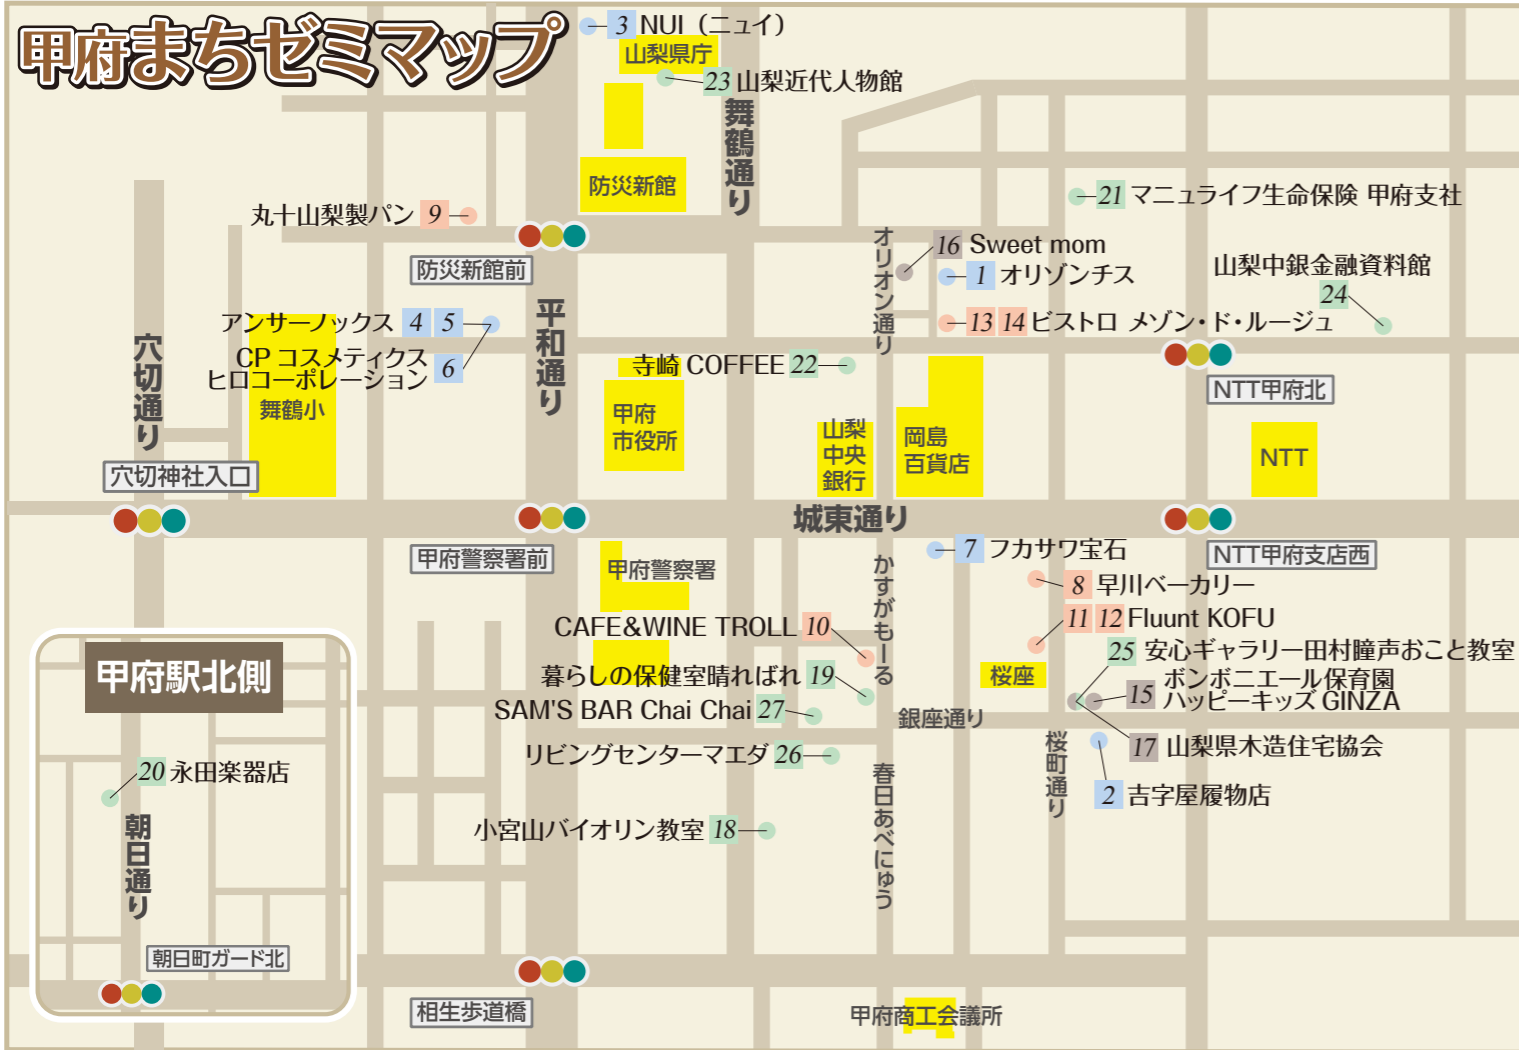 甲府まちゼミマップ
3 NUI（ニュイ）
山梨県庁
23 山梨近代人物館
舞鶴通り
防災新館
丸十山梨製パン 9
防災新館前
21 マニュライフ生命保険 甲府支社
オリオン通り
16 Sweet mom
1 オリゾンチス
山梨中銀金融資料館
24
13 14 ビストロ メゾン・ド・ルージュ
アンサーノックス 4 5
CP コスメティクス
ヒロコーポレーション 6
平和通り
穴切通り
舞鶴小
寺崎 COFFEE 22
甲府
市役所
山梨
中央
銀行
岡島
百貨店
NTT甲府北
NTT
穴切神社入口
城東通り
甲府警察署前
甲府警察署
7 フカサワ宝石
NTT甲府支店西
かすがもーる
8 早川ベーカリー
11 12 Fluunt KOFU
CAFE&WINE TROLL 10
25 安心ギャラリー田村瞳声おこと教室
暮らしの保健室晴ればれ 19
桜座
15 ボンボニエール保育園
ハッピーキッズ GINZA
SAM'S BAR Chai Chai 27
銀座通り
17 山梨県木造住宅協会
リビングセンターマエダ 26
桜町通り
2 吉字屋履物店
春日あべにゅう
小宮山バイオリン教室 18
甲府駅北側
20 永田楽器店
朝日通り
朝日町ガード北
相生歩道橋
甲府商工会議所